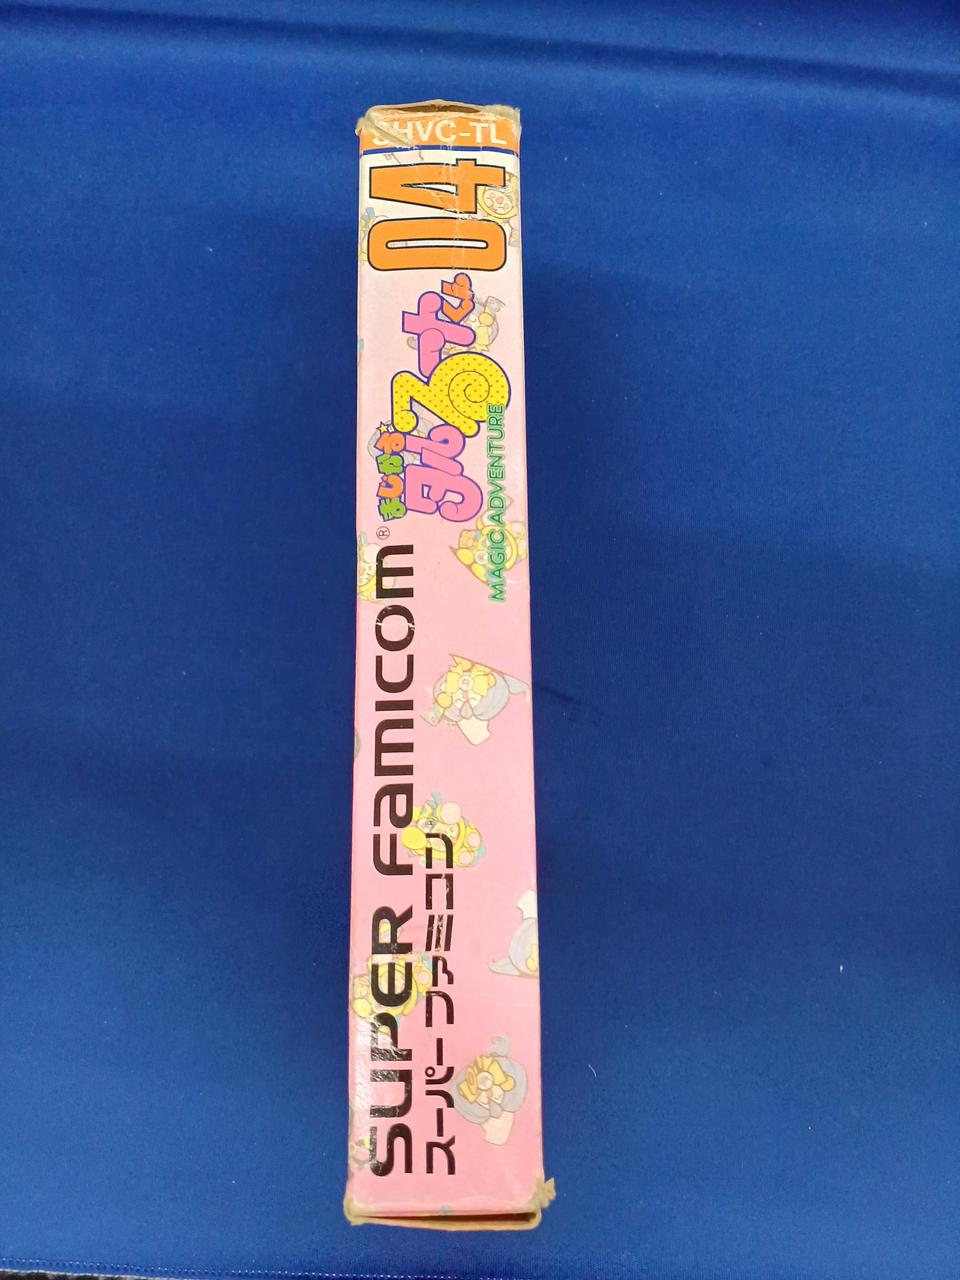 SHVC-TL
04
まじかる☆タルるートくん
MAGIC ADVENTURE
SUPER FAMICOM®
スーパーファミコン®